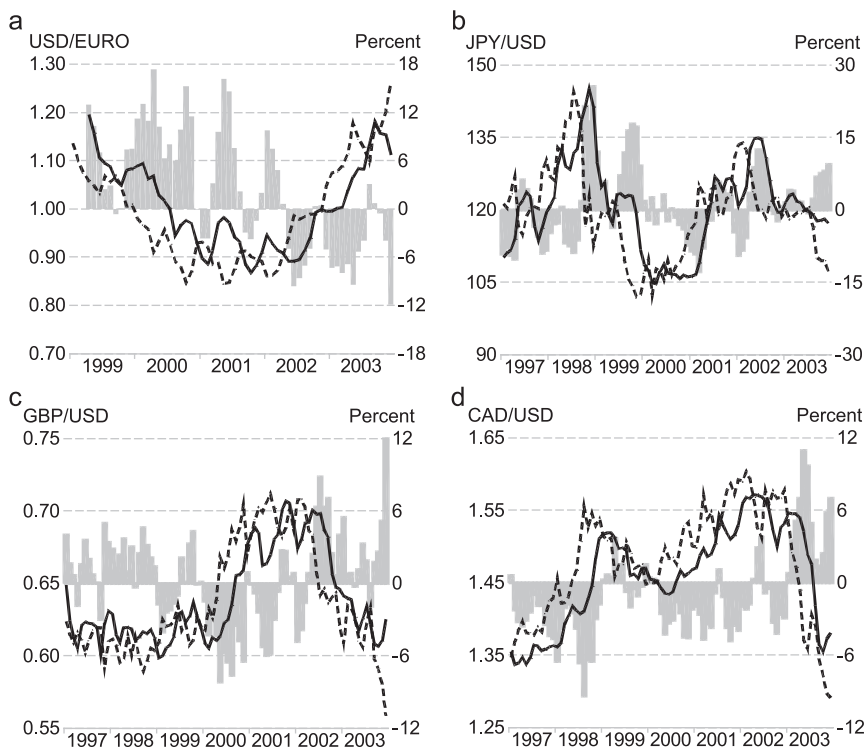 a
USD/EURO Percent
1.30 18
1.20 12
1.10 6
1.00 0
0.90 -6
0.80 -12
0.70 -18
1999 2000 2001 2002 2003
b
JPY/USD Percent
150 30
135 15
120 0
105 -15
90 -30
1997 1998 1999 2000 2001 2002 2003
c
GBP/USD Percent
0.75 12
0.70 6
0.65 0
0.60 -6
0.55 -12
1997 1998 1999 2000 2001 2002 2003
d
CAD/USD Percent
1.65 12
1.55 6
1.45 0
1.35 -6
1.25 -12
1997 1998 1999 2000 2001 2002 2003